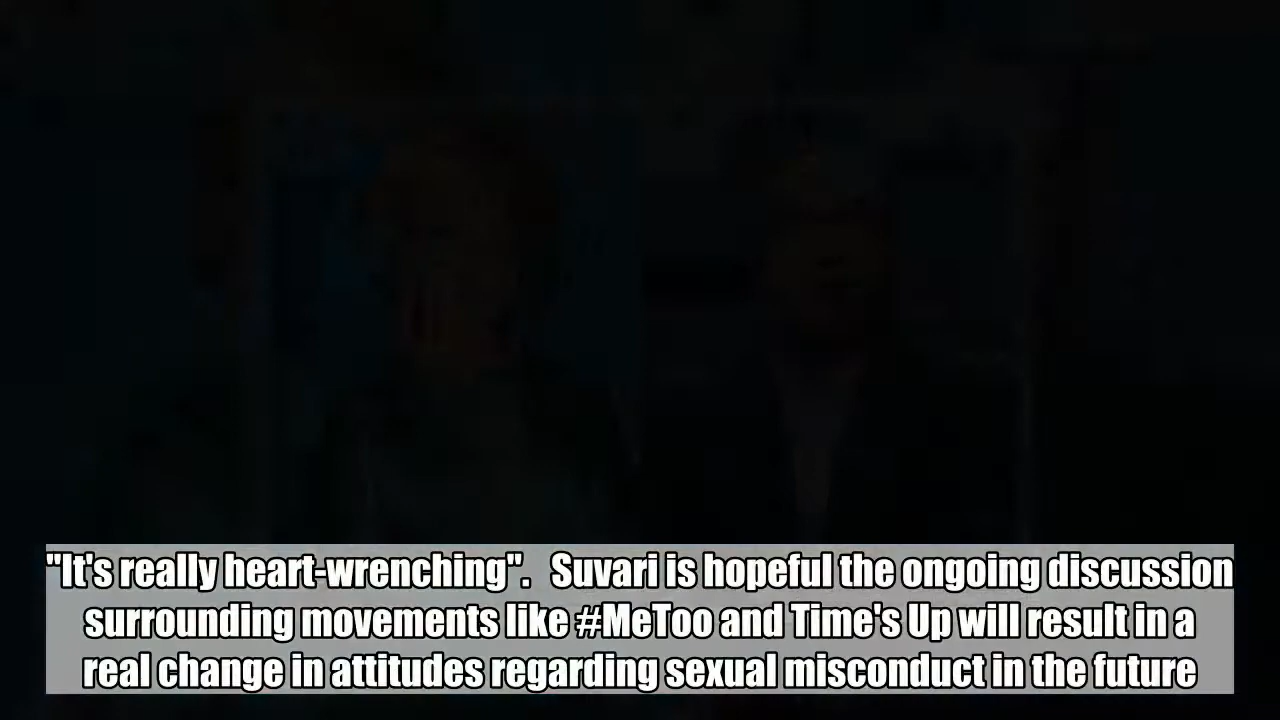 "It's really heart-wrenching".   Suvari is hopeful the ongoing discussion
surrounding movements like #MeToo and Time's Up will result in a
real change in attitudes regarding sexual misconduct in the future